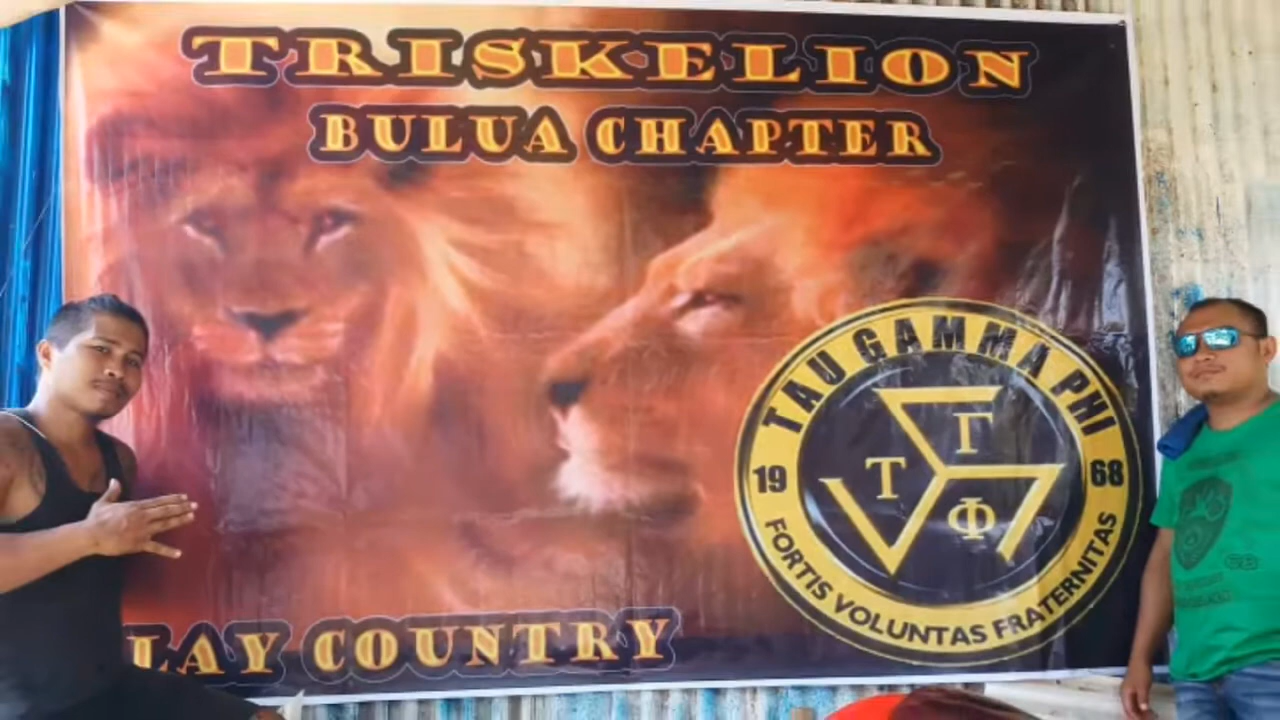 TRISKELION
BULUA CHAPTER
TAU GAMMA PHI
19 68
Γ
Τ
Φ
FORTIS VOLUNTAS FRATERNITAS
LAY COUNTRY